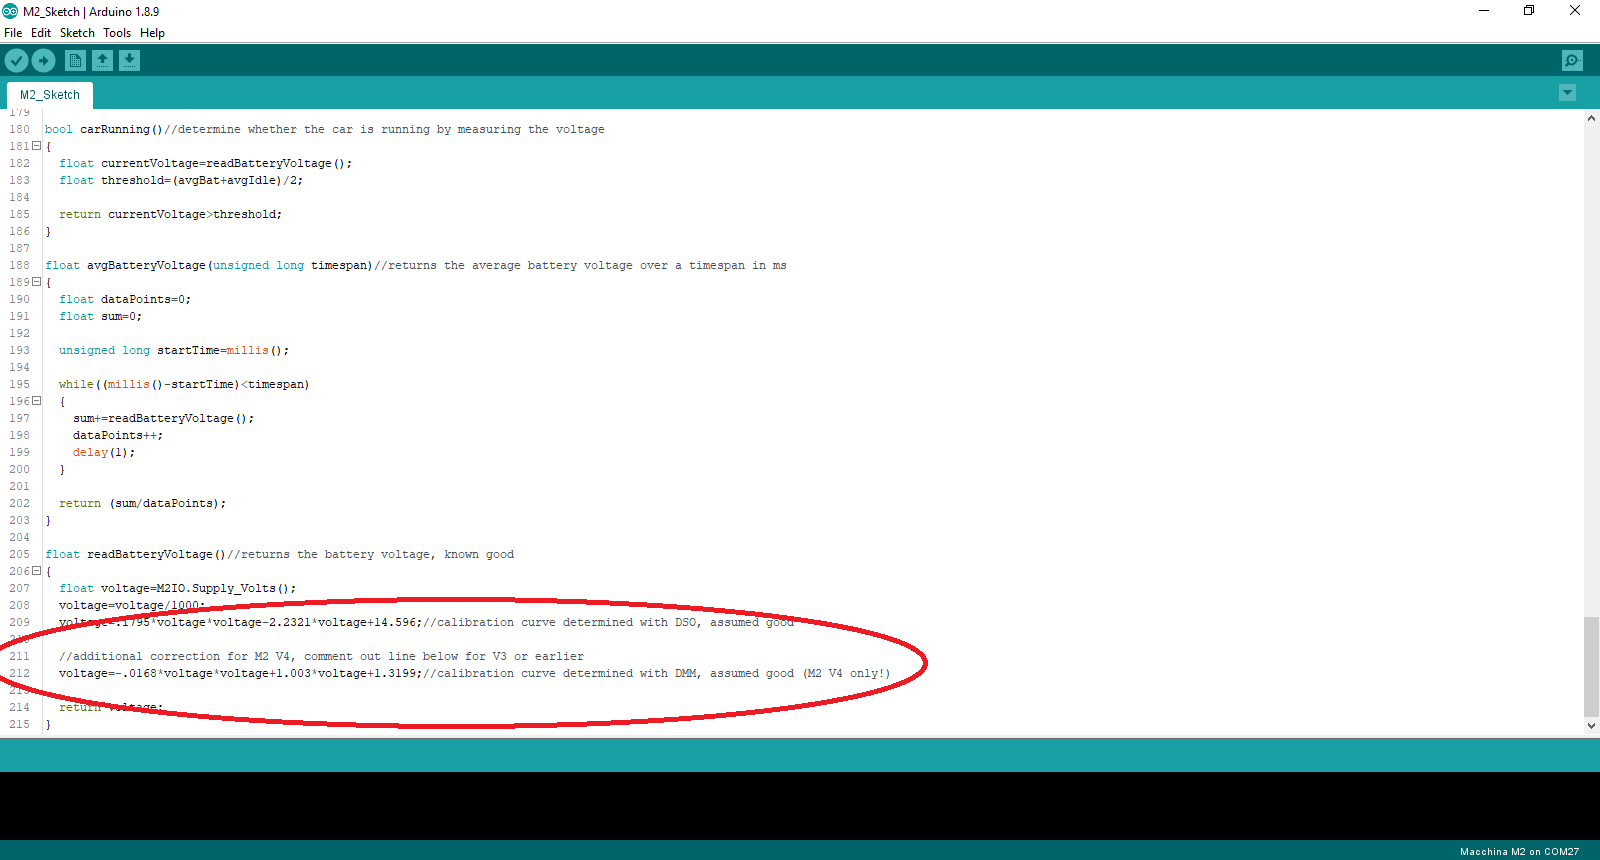 M2_Sketch | Arduino 1.8.9
File Edit Sketch Tools Help
M2_Sketch
179
180 bool carRunning()//determine whether the car is running by measuring the voltage
181 {
182 float currentVoltage=readBatteryVoltage();
183 float threshold=(avgBat+avgIdle)/2;
184
185 return currentVoltage>threshold;
186 }
187
188 float avgBatteryVoltage(unsigned long timespan)//returns the average battery voltage over a timespan in ms
189 {
190 float dataPoints=0;
191 float sum=0;
192
193 unsigned long startTime=millis();
194
195 while((millis()-startTime)<timespan)
196 {
197 sum+=readBatteryVoltage();
198 dataPoints++;
199 delay(1);
200 }
201
202 return (sum/dataPoints);
203 }
204
205 float readBatteryVoltage()//returns the battery voltage, known good
206 {
207 float voltage=M2IO.Supply_Volts();
208 voltage=voltage/1000;
209 voltage=.1795*voltage*voltage-2.2321*voltage+14.596;//calibration curve determined with DSO, assumed good
210
211 //additional correction for M2 V4, comment out line below for V3 or earlier
212 voltage=-.0168*voltage*voltage+1.003*voltage+1.3199;//calibration curve determined with DMM, assumed good (M2 V4 only!)
213
214 return voltage;
215 }
Macchina M2 on COM27